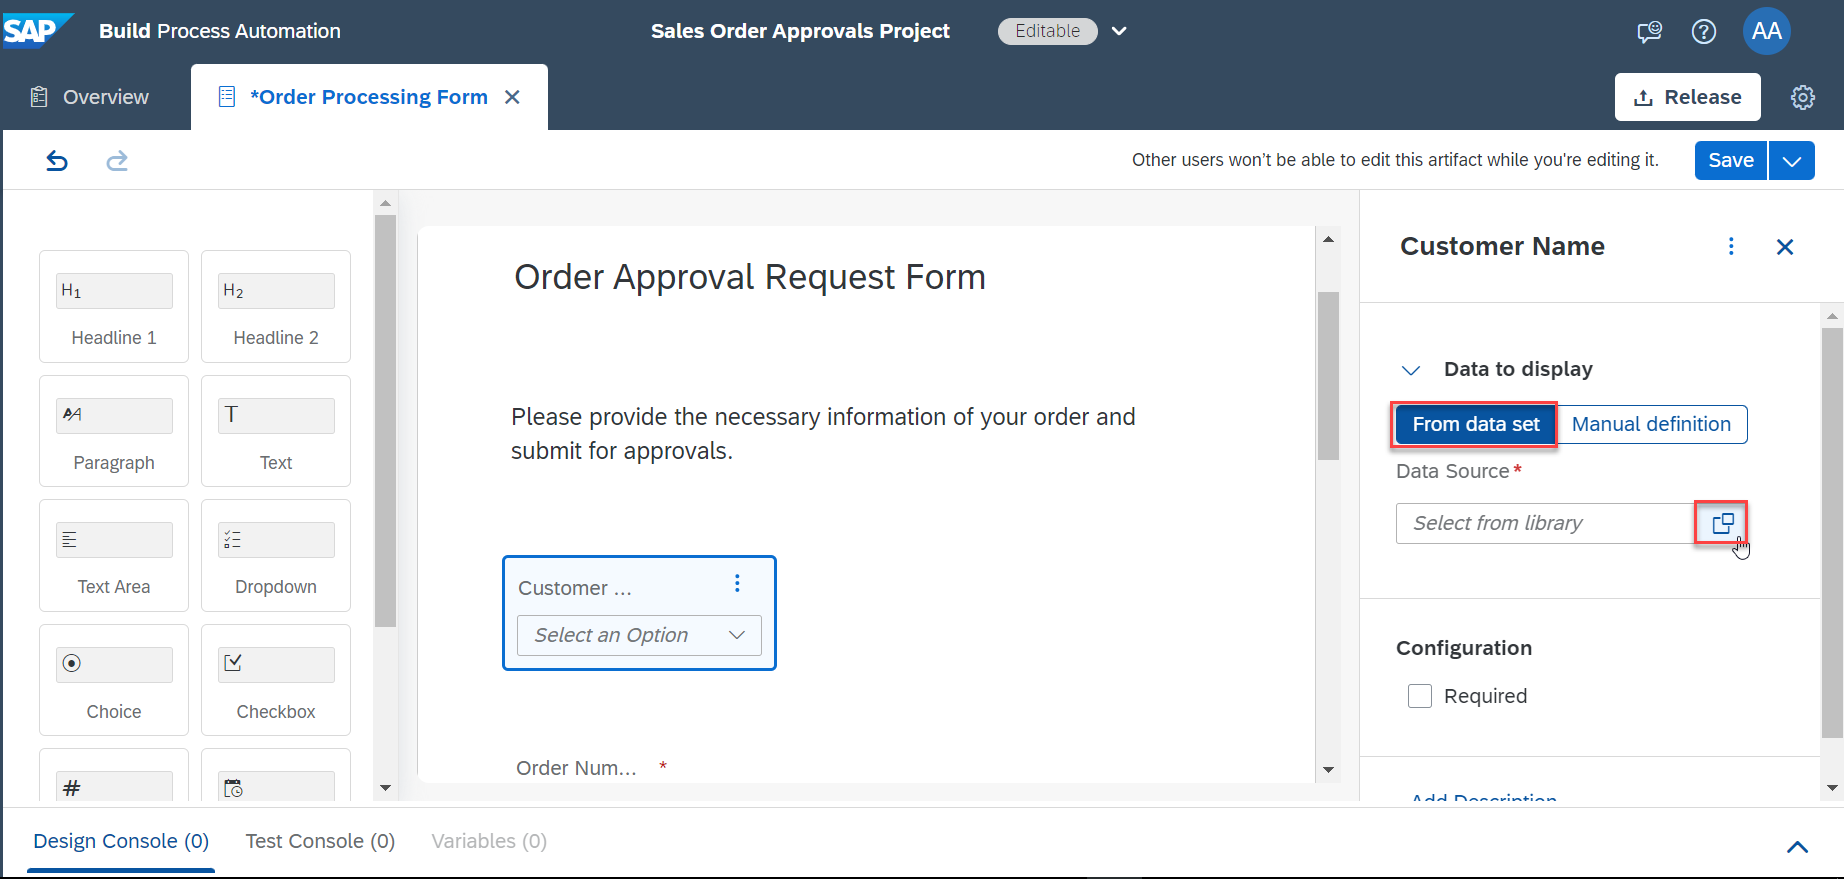 SAP Build Process Automation
Sales Order Approvals Project
Editable
AA
Overview
*Order Processing Form
Release
Other users won't be able to edit this artifact while you're editing it.
Save
H1
Headline 1
H2
Headline 2
Paragraph
T
Text
Text Area
Dropdown
Choice
Checkbox
#
Order Approval Request Form
Please provide the necessary information of your order and
submit for approvals.
Customer ...
Select an Option
Order Num... *
Customer Name
Data to display
From data set
Manual definition
Data Source*
Select from library
Configuration
Required
Add Description
Design Console (0)
Test Console (0)
Variables (0)